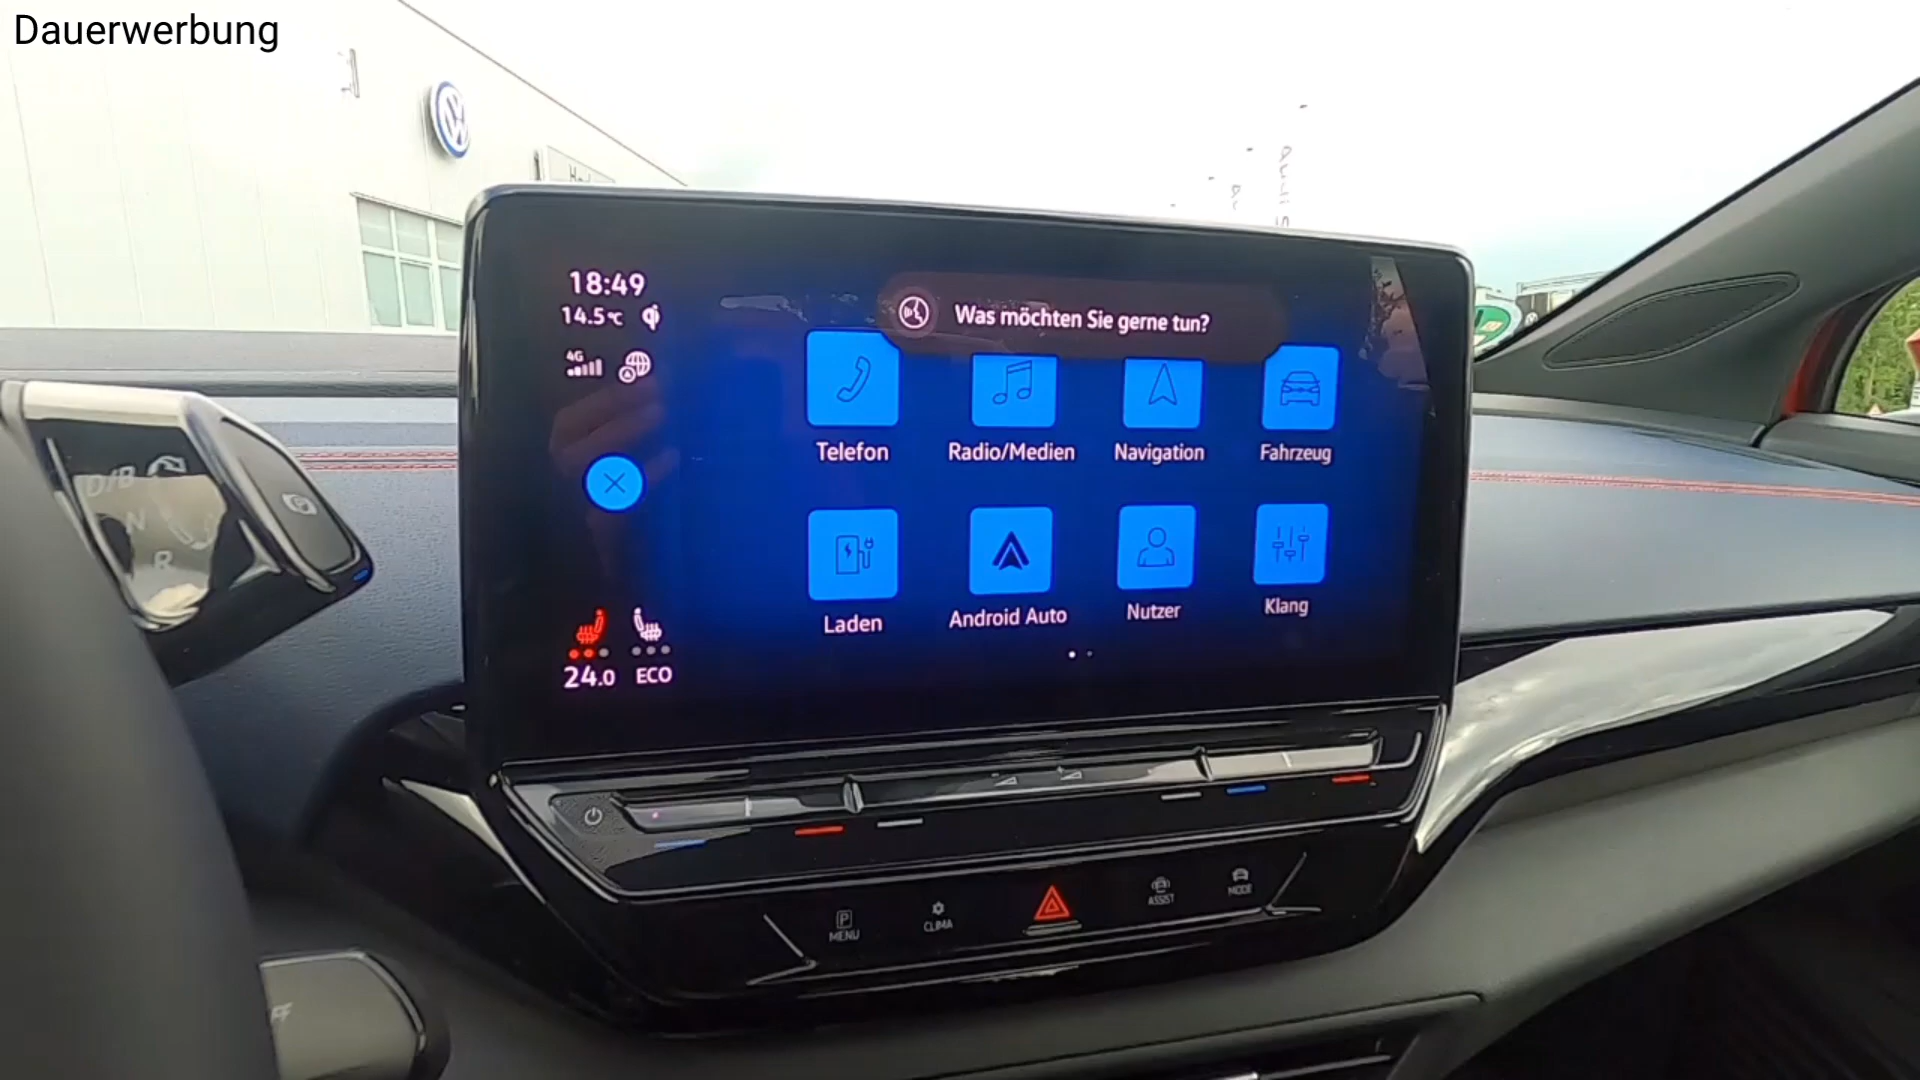 Dauerwerbung
18:49
14.5°C
4G
Was möchten Sie gerne tun?
Telefon
Radio/Medien
Navigation
Fahrzeug
Laden
Android Auto
Nutzer
Klang
24.0
ECO
D/B
N
R
P
MENU
CLIMA
ASSIST
MODE